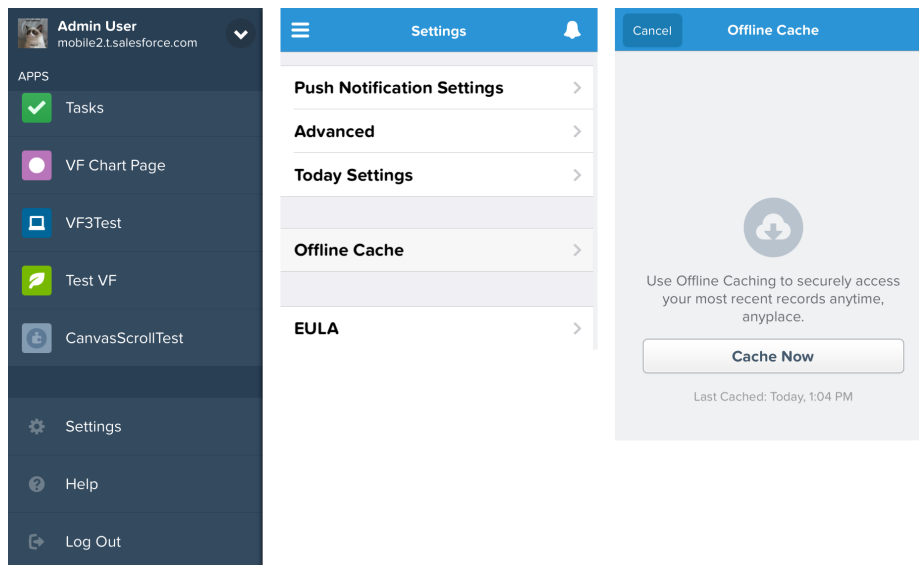 Admin User
mobile2.t.salesforce.com
APPS
Tasks
VF Chart Page
VF3Test
Test VF
CanvasScrollTest
Settings
Help
Log Out
Settings
Push Notification Settings
Advanced
Today Settings
Offline Cache
EULA
Cancel
Offline Cache
Use Offline Caching to securely access
your most recent records anytime,
anyplace.
Cache Now
Last Cached: Today, 1:04 PM